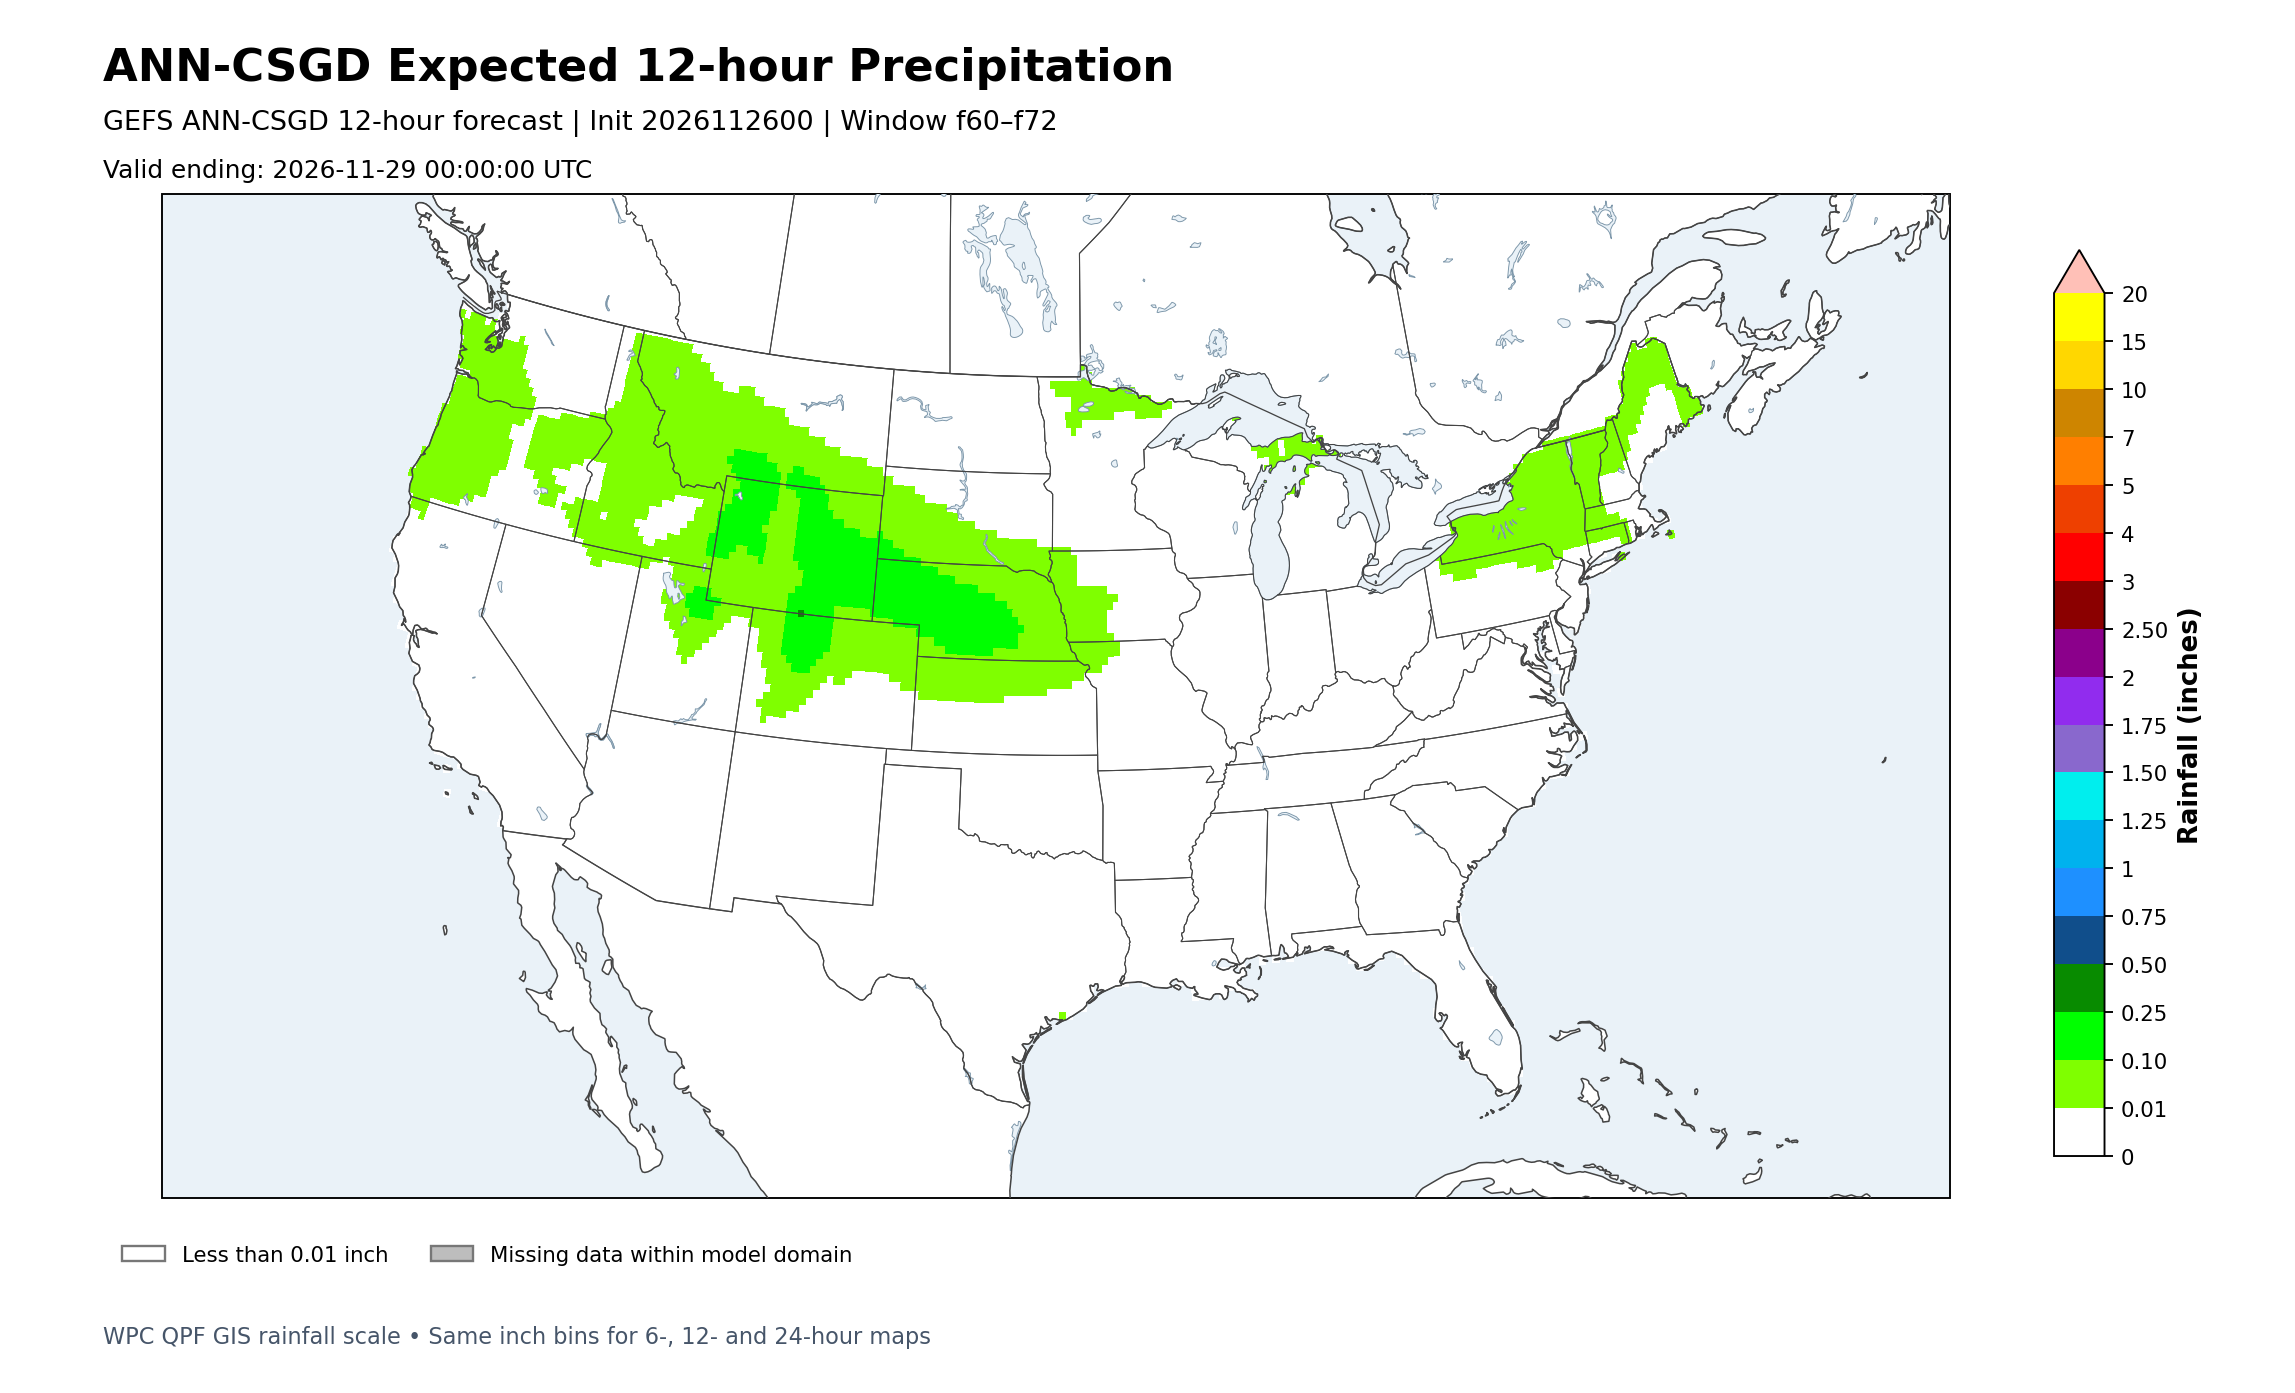 ANN-CSGD Expected 12-hour Precipitation
GEFS ANN-CSGD 12-hour forecast | Init 2026112600 | Window f60–f72
Valid ending: 2026-11-29 00:00:00 UTC
20
15
10
7
5
4
3
2.50
2
1.75
1.50
1.25
1
0.75
0.50
0.25
0.10
0.01
0
Rainfall (inches)
Less than 0.01 inch
Missing data within model domain
WPC QPF GIS rainfall scale • Same inch bins for 6-, 12- and 24-hour maps